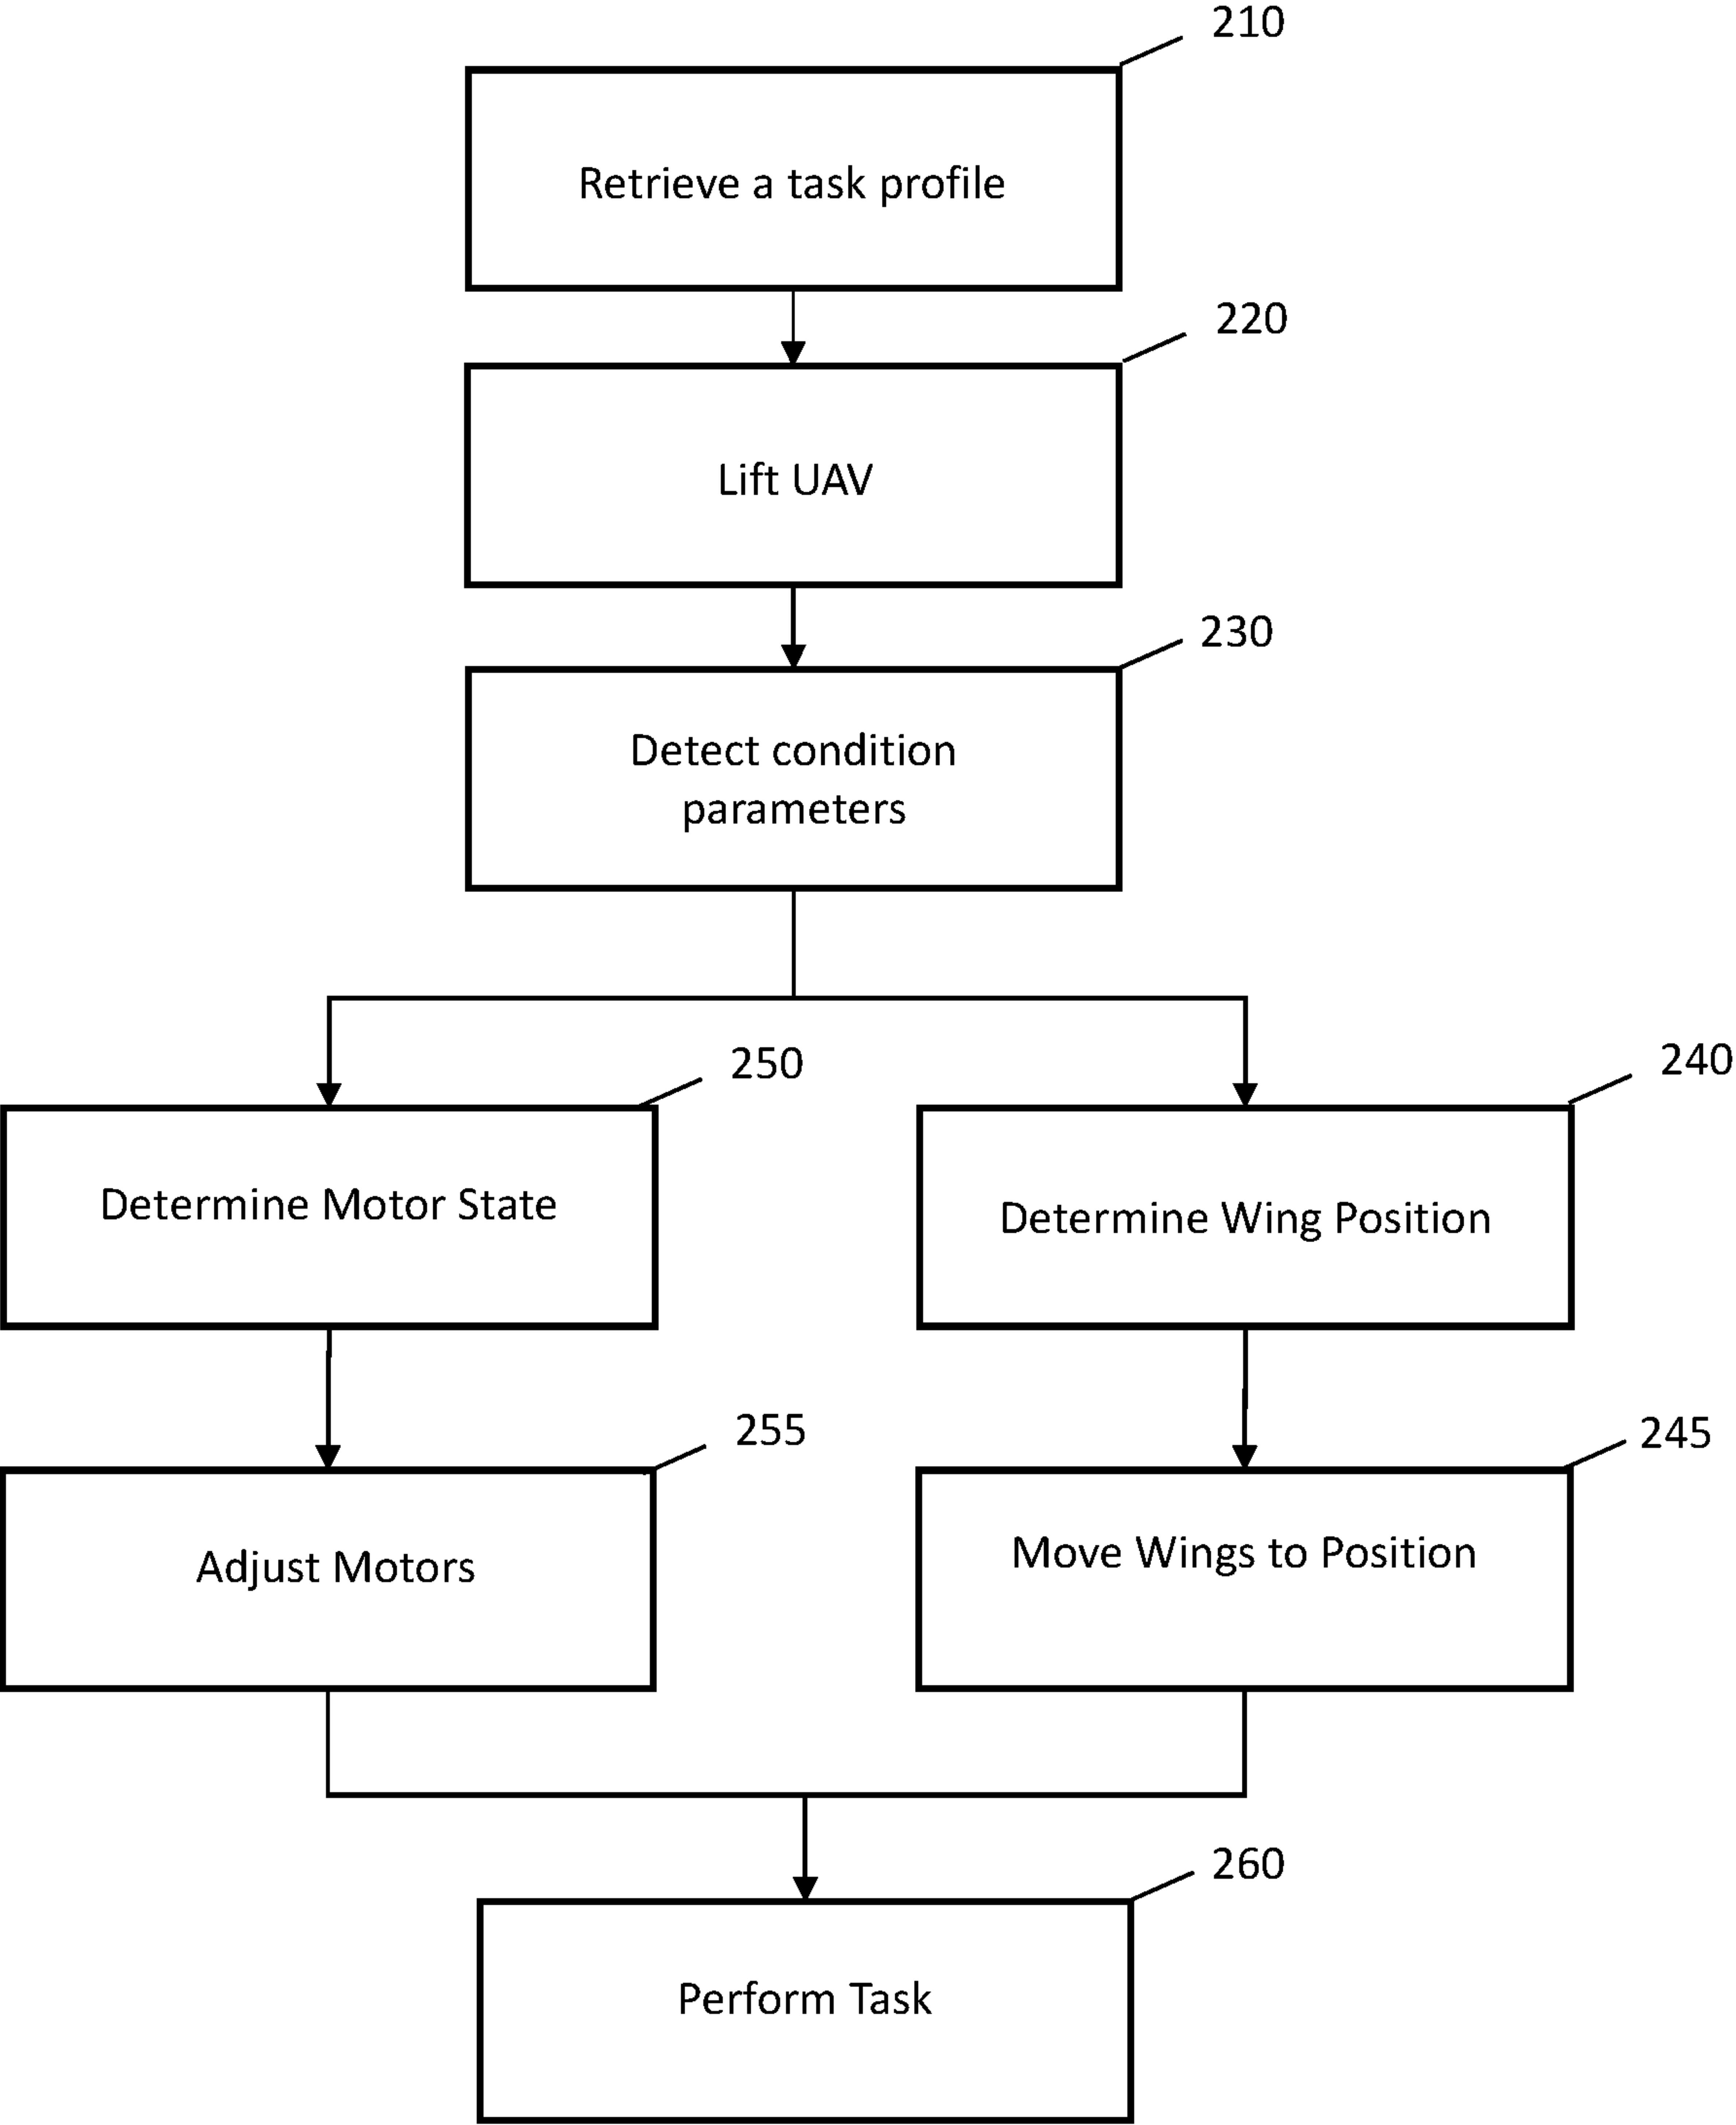 210
Retrieve a task profile
220
Lift UAV
230
Detect condition
parameters
250
240
Determine Motor State
Determine Wing Position
255
245
Adjust Motors
Move Wings to Position
260
Perform Task